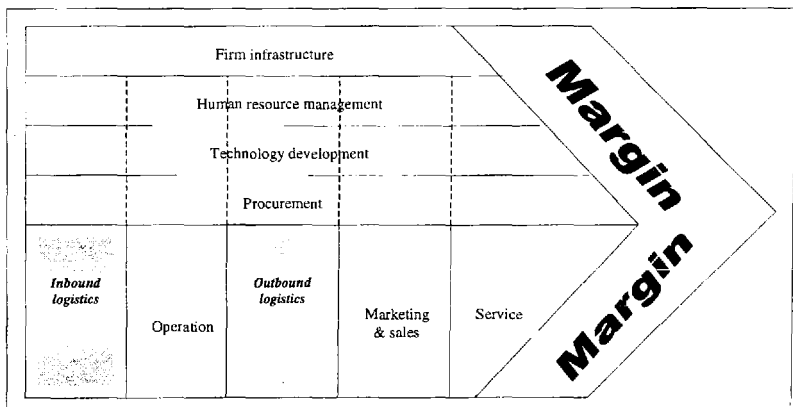 Firm infrastructure
Human resource management
Technology development
Procurement
Inbound
logistics
Operation
Outbound
logistics
Marketing
& sales
Service
Margin
Margin